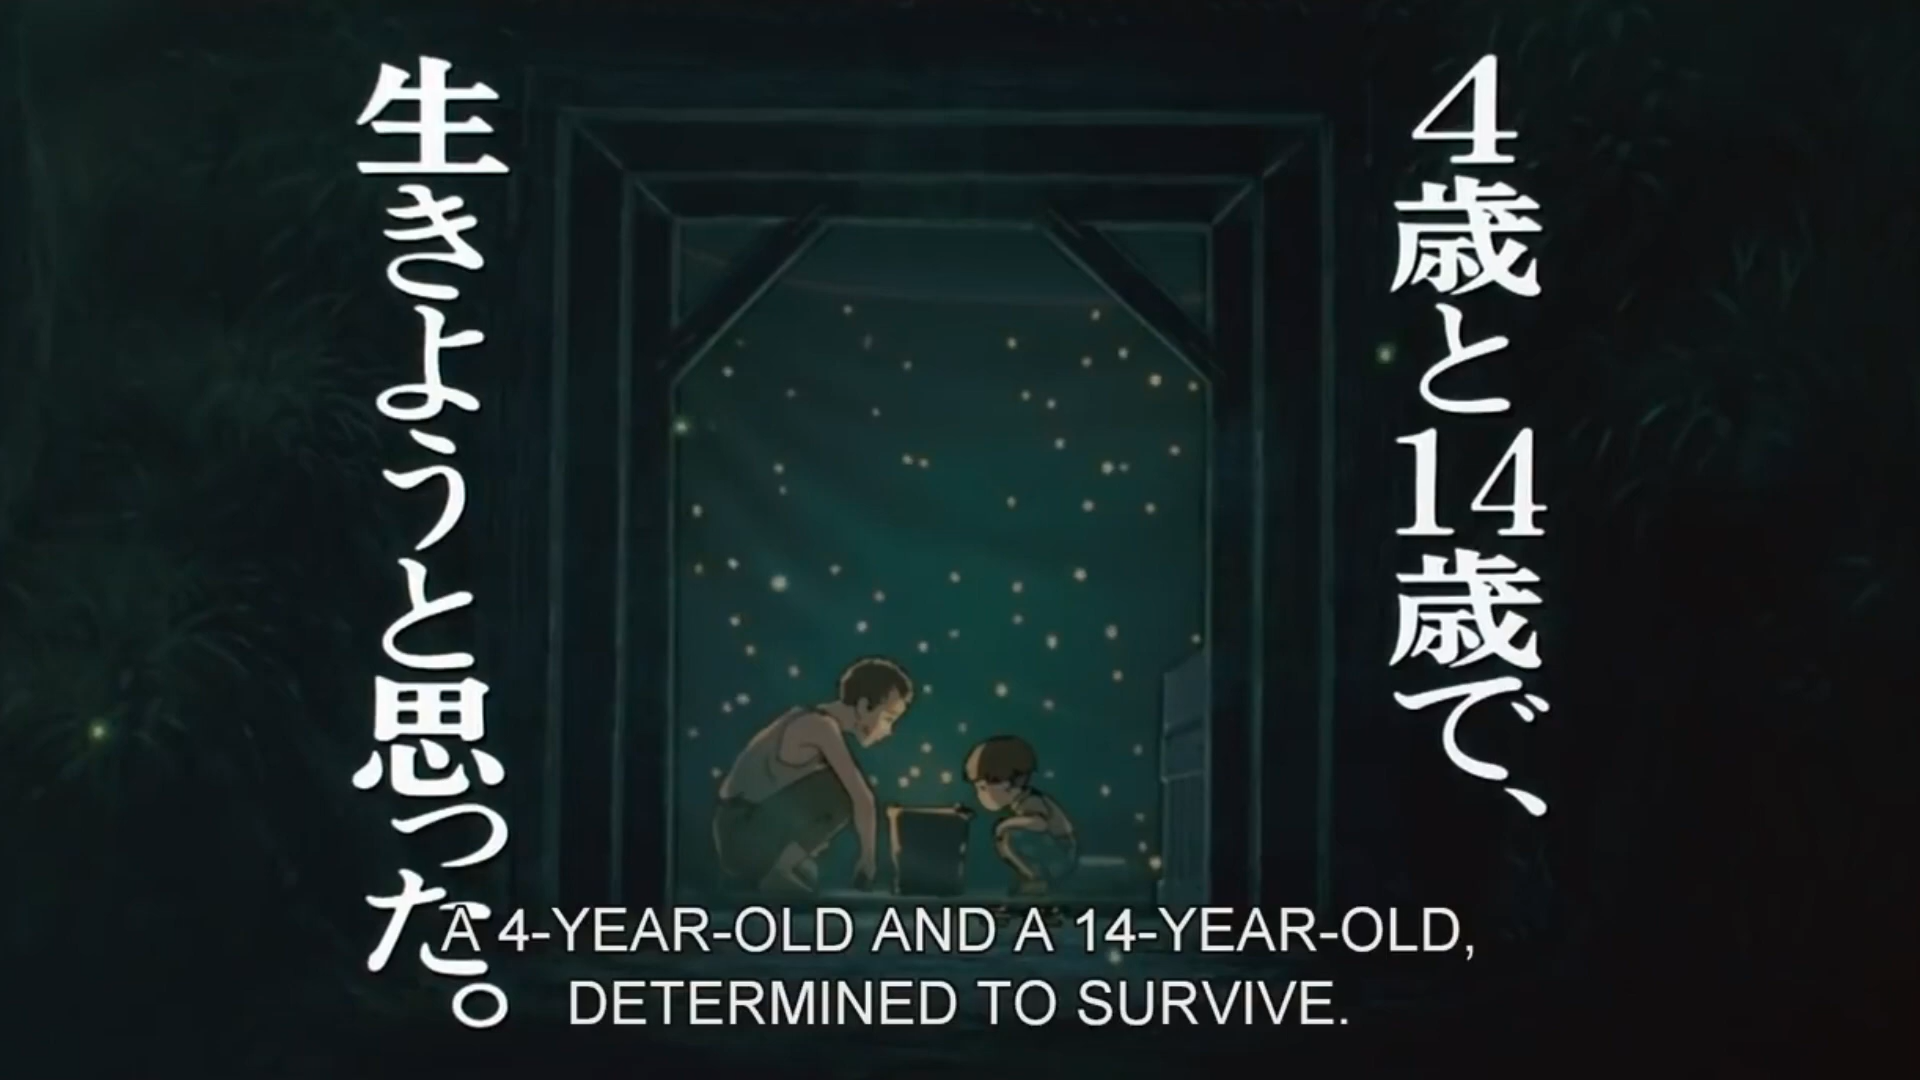 4歳と14歳で、
生きようと思った。
A 4-YEAR-OLD AND A 14-YEAR-OLD,
DETERMINED TO SURVIVE.